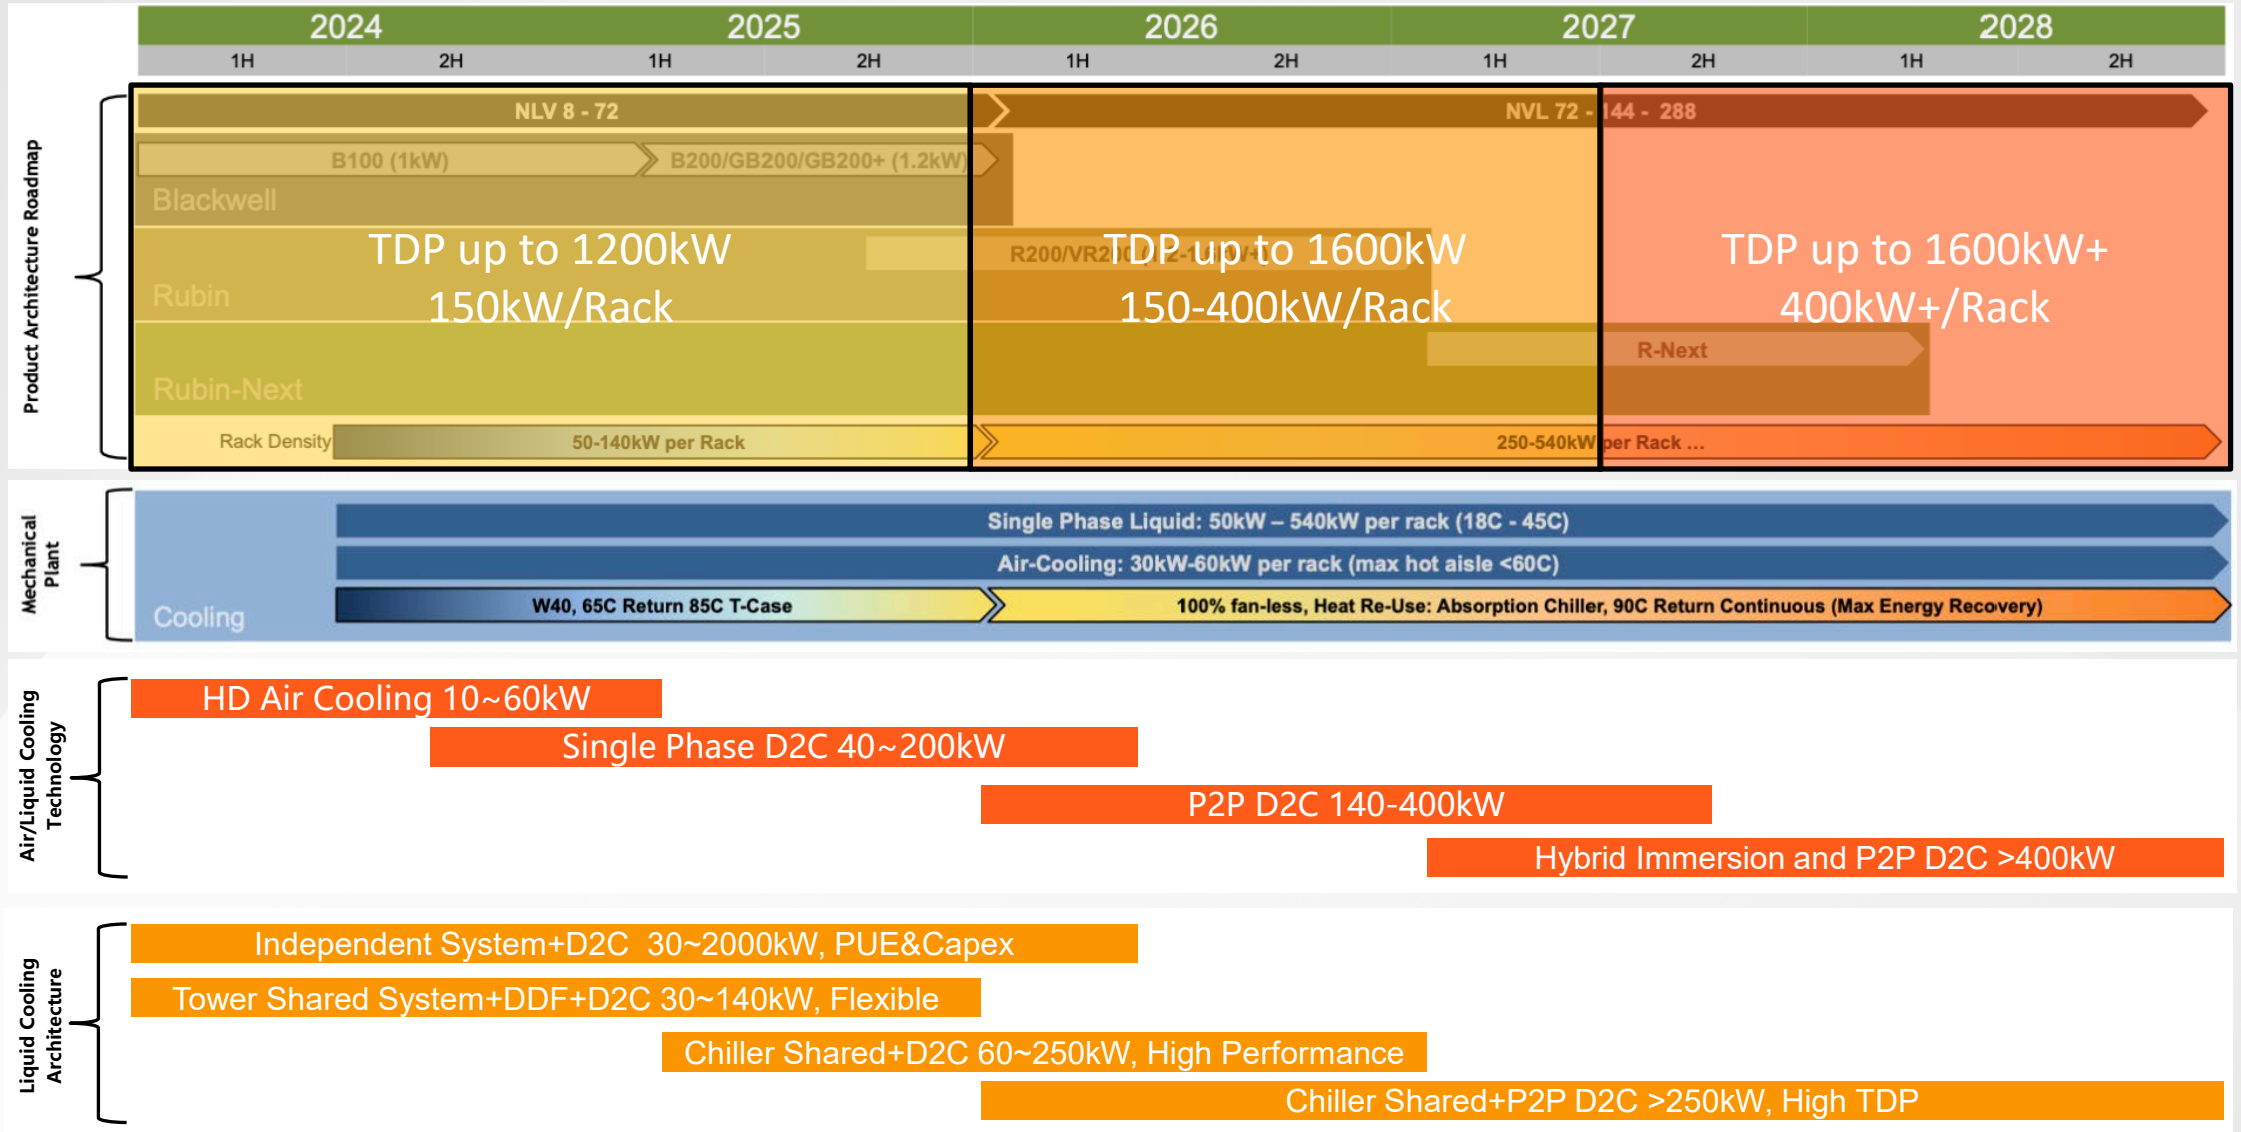 2024 2025 2026 2027 2028
1H 2H 1H 2H 1H 2H 1H 2H 1H 2H
Product Architecture Roadmap
NLV 8 - 72
NVL 72 - 144 - 288
B100 (1kW)
B200/GB200/GB200+ (1.2kW)
Blackwell
TDP up to 1200kW
150kW/Rack
TDP up to 1600kW
150-400kW/Rack
TDP up to 1600kW+
400kW+/Rack
R200/VR200
Rubin
R-Next
Rubin-Next
Rack Density
50-140kW per Rack
250-540kW per Rack ...
Mechanical
Plant
Single Phase Liquid: 50kW – 540kW per rack (18C - 45C)
Air-Cooling: 30kW-60kW per rack (max hot aisle <60C)
W40, 65C Return 85C T-Case
100% fan-less, Heat Re-Use: Absorption Chiller, 90C Return Continuous (Max Energy Recovery)
Cooling
Air/Liquid Cooling
Technology
HD Air Cooling 10~60kW
Single Phase D2C 40~200kW
P2P D2C 140-400kW
Hybrid Immersion and P2P D2C >400kW
Liquid Cooling
Architecture
Independent System+D2C 30~2000kW, PUE&Capex
Tower Shared System+DDF+D2C 30~140kW, Flexible
Chiller Shared+D2C 60~250kW, High Performance
Chiller Shared+P2P D2C >250kW, High TDP